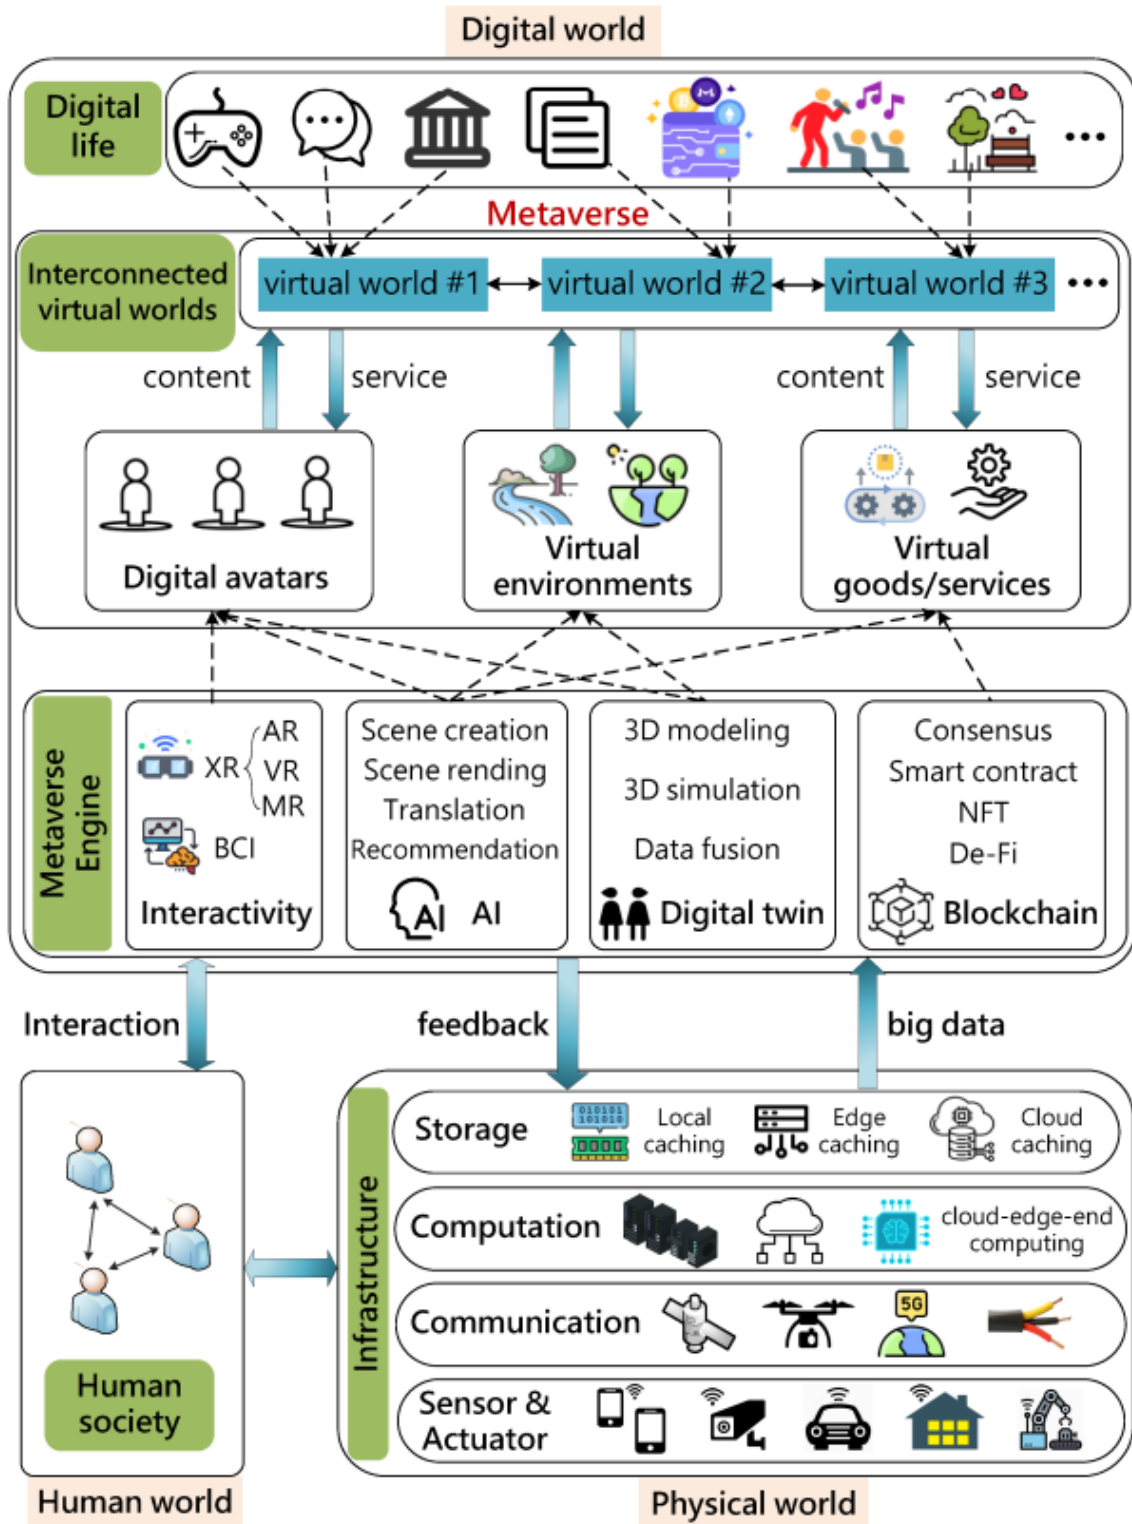 Digital world
Digital
life
Metaverse
Interconnected
virtual worlds
virtual world #1
virtual world #2
virtual world #3
content
service
content
service
Digital avatars
Virtual
environments
Virtual
goods/services
Metaverse
Engine
XR
AR
VR
MR
BCI
Interactivity
Scene creation
Scene rending
Translation
Recommendation
AI
AI
3D modeling
3D simulation
Data fusion
Digital twin
Consensus
Smart contract
NFT
De-Fi
Blockchain
Interaction
feedback
big data
Human
society
Human world
Infrastructure
Storage
010101
101010
Local
caching
Edge
caching
Cloud
caching
Computation
cloud-edge-end
computing
Communication
5G
Sensor &
Actuator
Physical world